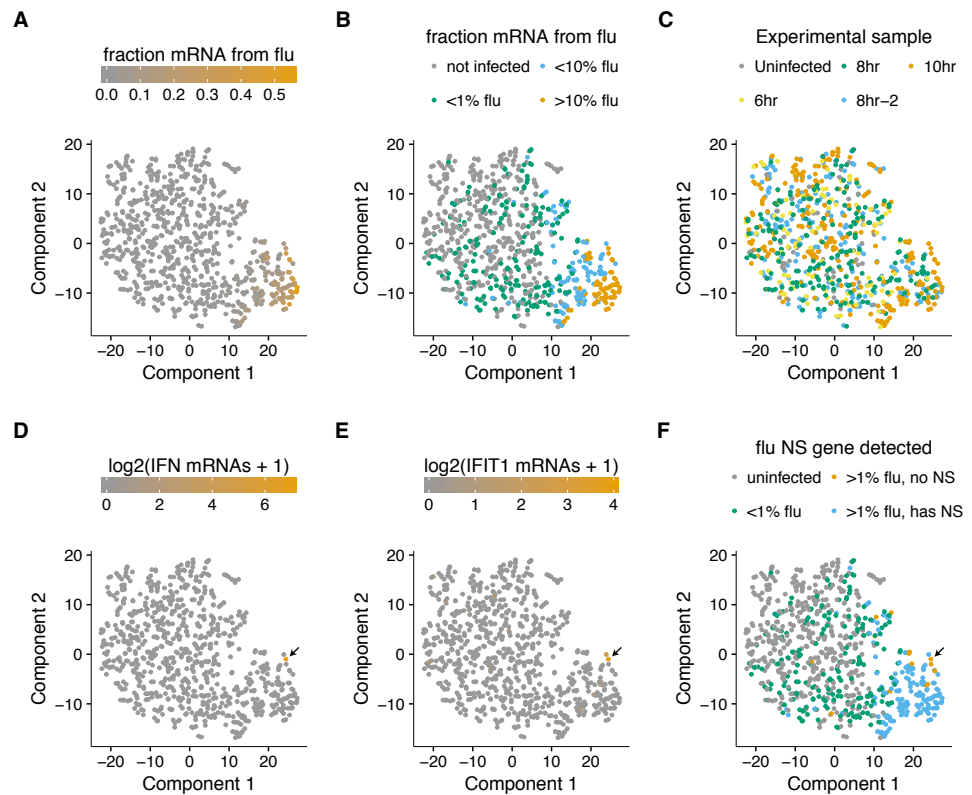 A
fraction mRNA from flu
0.0 0.1 0.2 0.3 0.4 0.5
20
10
0
−10
Component 2
−20 −10 0 10 20
Component 1
B
fraction mRNA from flu
not infected <10% flu
<1% flu >10% flu
20
10
0
−10
Component 2
−20 −10 0 10 20
Component 1
C
Experimental sample
Uninfected 8hr 10hr
6hr 8hr−2
20
10
0
−10
Component 2
−20 −10 0 10 20
Component 1
D
log2(IFN mRNAs + 1)
0 2 4 6
20
10
0
−10
Component 2
−20 −10 0 10 20
Component 1
E
log2(IFIT1 mRNAs + 1)
0 1 2 3 4
20
10
0
−10
Component 2
−20 −10 0 10 20
Component 1
F
flu NS gene detected
uninfected >1% flu, no NS
<1% flu >1% flu, has NS
20
10
0
−10
Component 2
−20 −10 0 10 20
Component 1